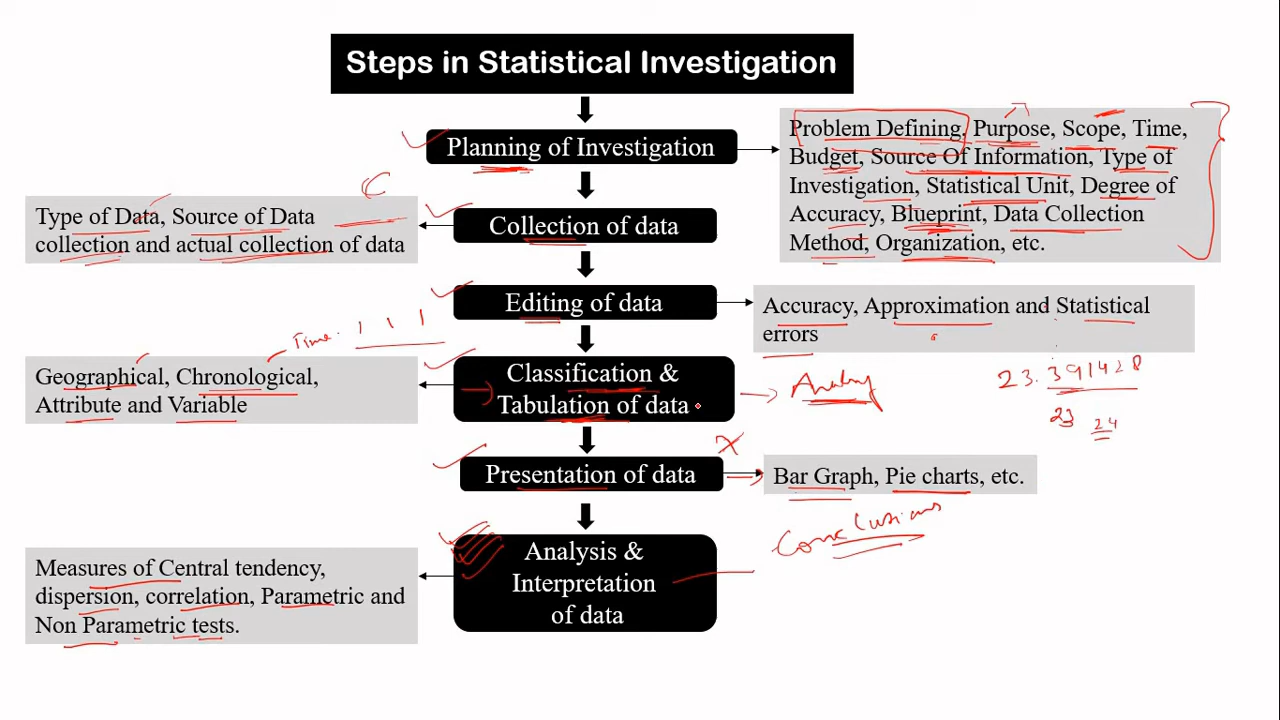 Steps in Statistical Investigation
Planning of Investigation
Problem Defining, Purpose, Scope, Time,
Budget, Source Of Information, Type of
Investigation, Statistical Unit, Degree of
Accuracy, Blueprint, Data Collection
Method, Organization, etc.
Type of Data, Source of Data
collection and actual collection of data
Collection of data
Editing of data
Accuracy, Approximation and Statistical
errors
Time.
Geographical, Chronological,
Attribute and Variable
Classification &
Tabulation of data
23.391428
23
24
Presentation of data
Bar Graph, Pie charts, etc.
Conclusions
Measures of Central tendency,
dispersion, correlation, Parametric and
Non Parametric tests.
Analysis &
Interpretation
of data